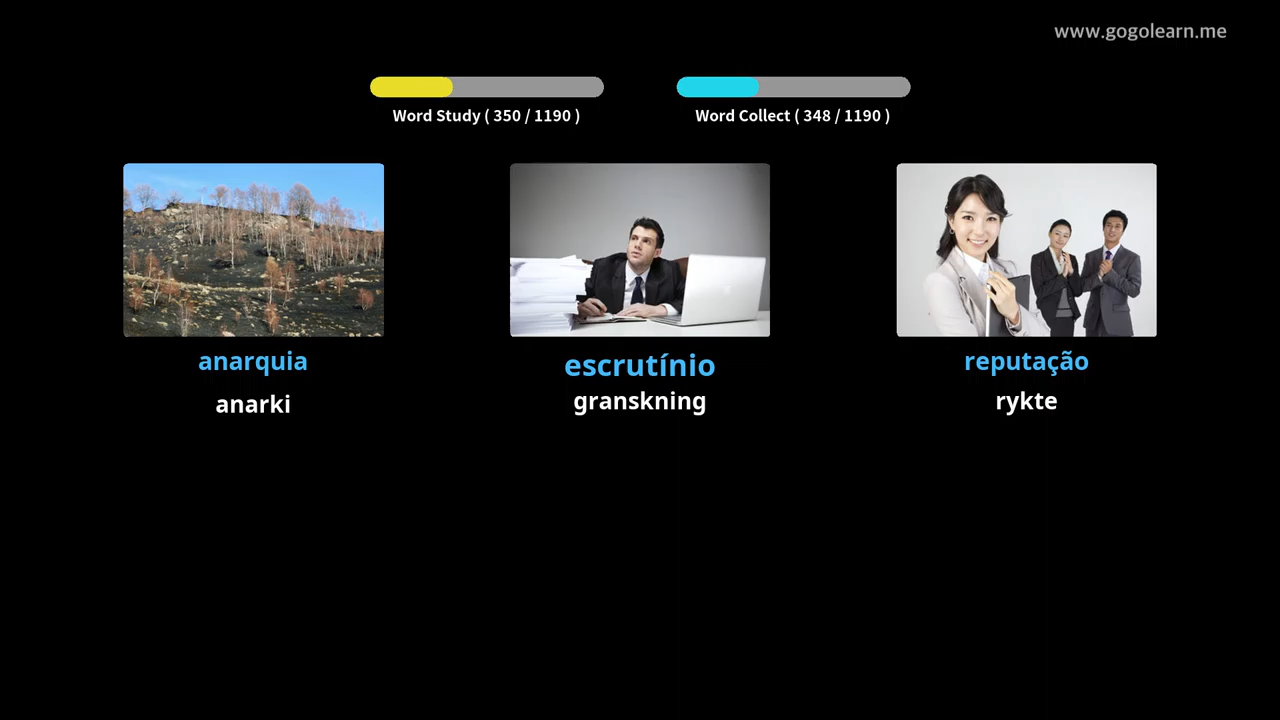 www.gogolearn.me
Word Study ( 350 / 1190 )
Word Collect ( 348 / 1190 )
anarquia
anarki
escrutínio
granskning
reputação
rykte